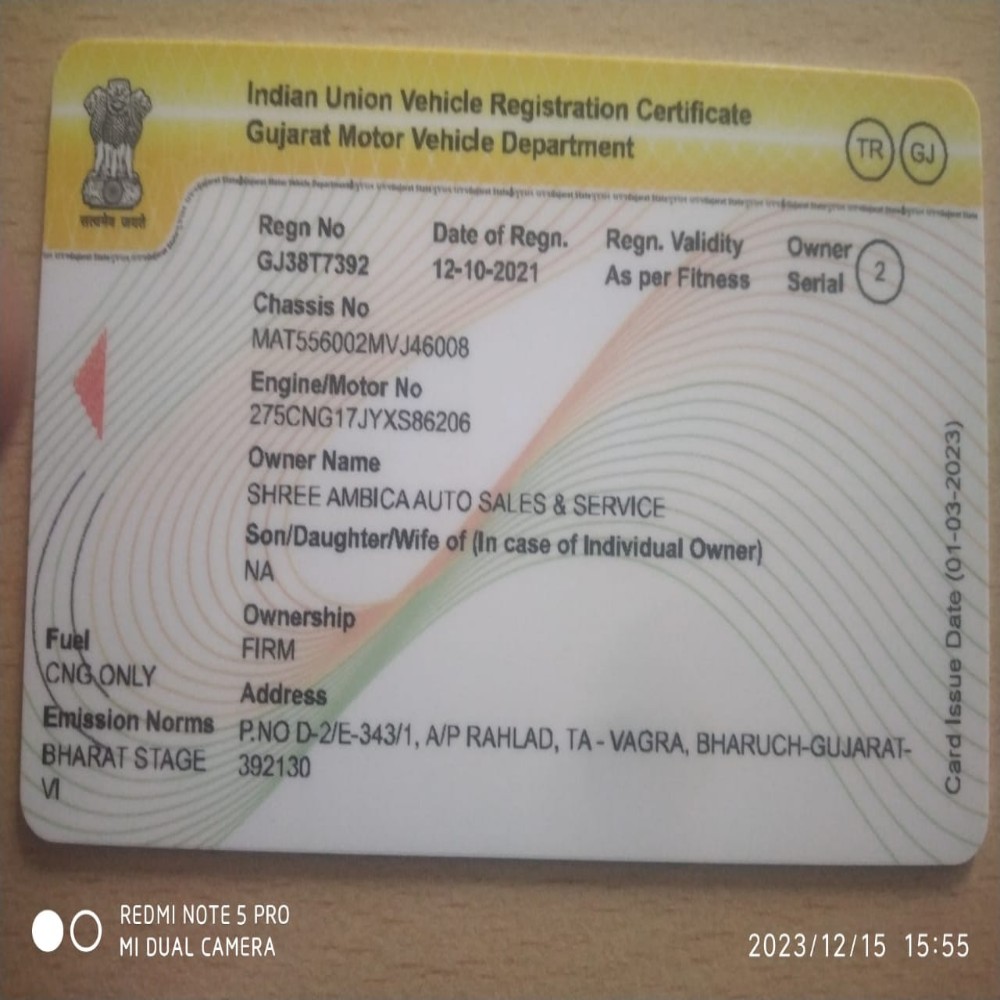 Indian Union Vehicle Registration Certificate
Gujarat Motor Vehicle Department
TR GJ
सत्यमेव जयते
Regn No
GJ38T7392
Date of Regn.
12-10-2021
Regn. Validity
As per Fitness
Owner
Serial
2
Chassis No
MAT556002MVJ46008
Engine/Motor No
275CNG17JYXS86206
Owner Name
SHREE AMBICA AUTO SALES & SERVICE
Son/Daughter/Wife of (In case of Individual Owner)
NA
Ownership
FIRM
Fuel
CNG ONLY
Emission Norms
BHARAT STAGE
VI
Address
P.NO D-2/E-343/1, A/P RAHLAD, TA - VAGRA, BHARUCH-GUJARAT-
392130
Card Issue Date (01-03-2023)
REDMI NOTE 5 PRO
MI DUAL CAMERA
2023/12/15 15:55